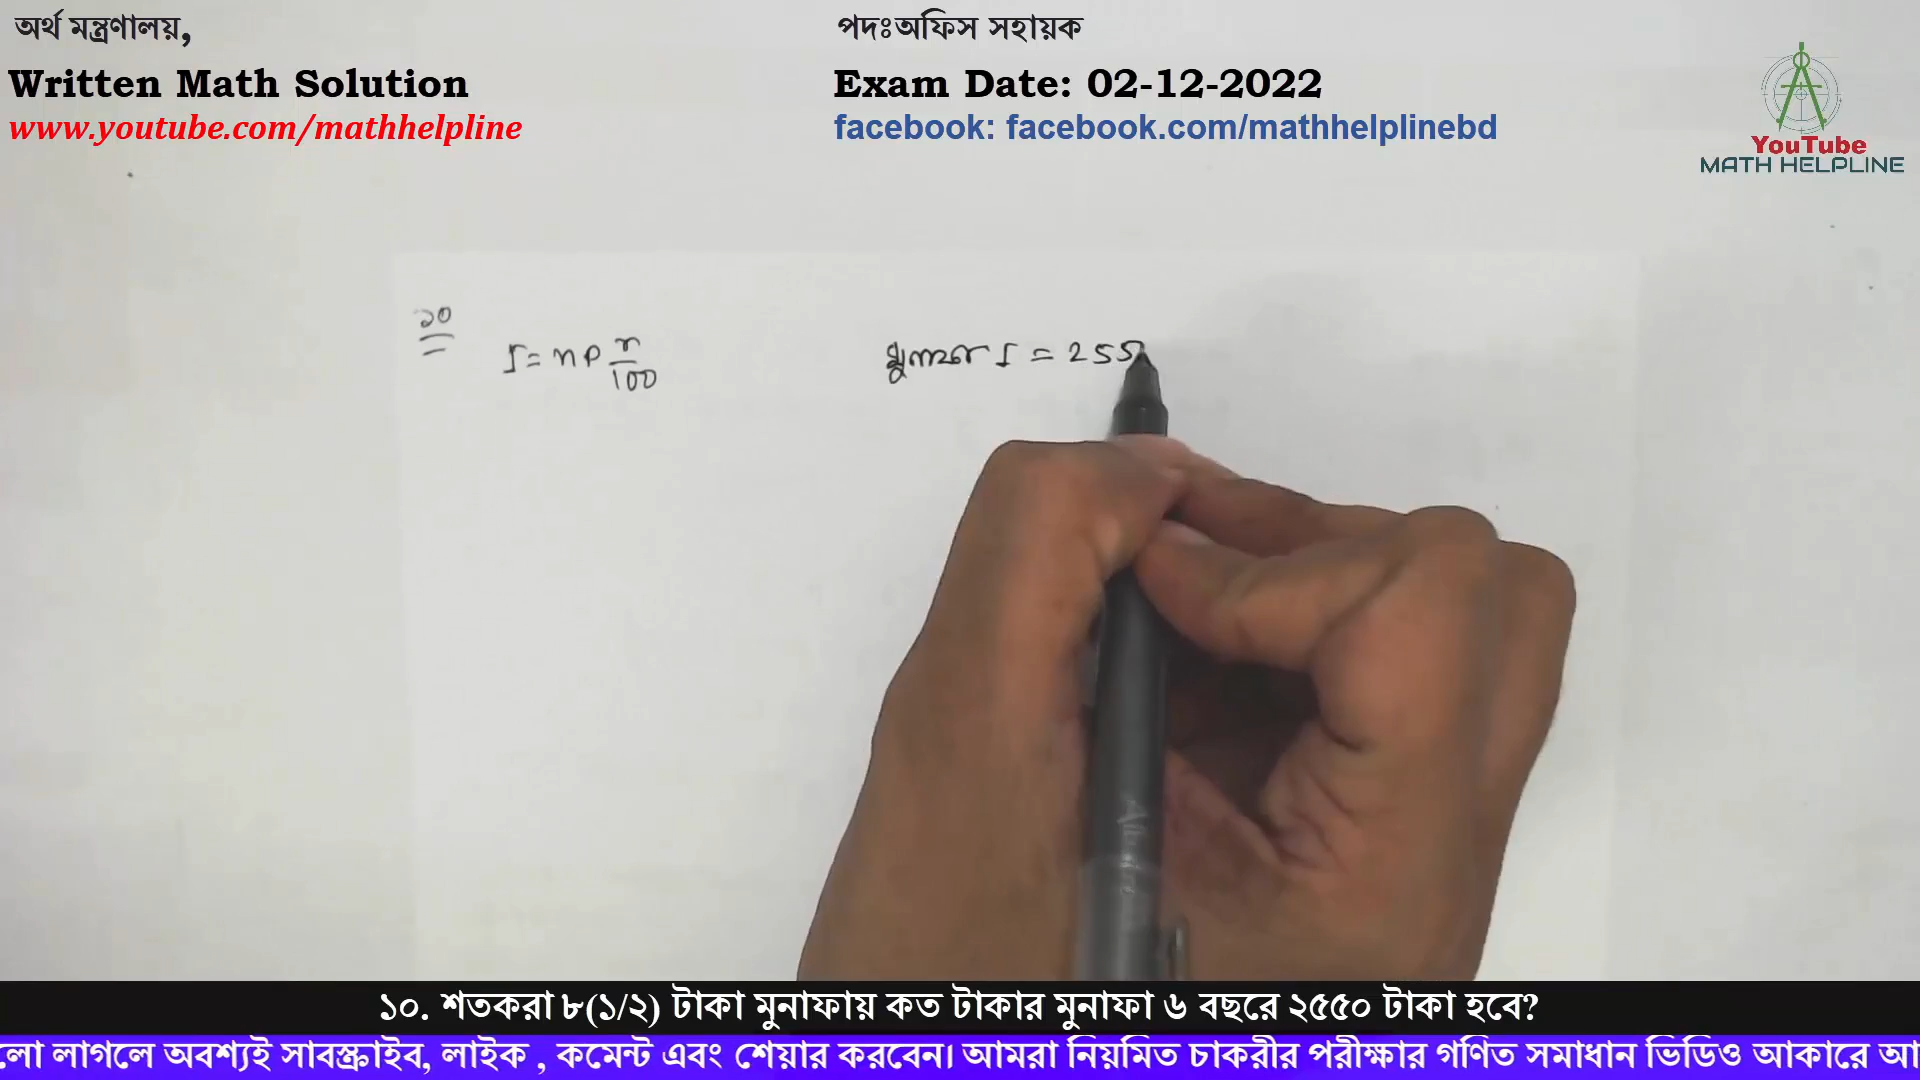 অর্থ মন্ত্রণালয়,
পদঃঅফিস সহায়ক
Written Math Solution
Exam Date: 02-12-2022
www.youtube.com/mathhelpline
facebook: facebook.com/mathhelplinebd
YouTube
MATH HELPLINE
১০
I = n p r/100
মুনাফা I = 255
১০. শতকরা ৮(১/২) টাকা মুনাফায় কত টাকার মুনাফা ৬ বছরে ২৫৫০ টাকা হবে?
লো লাগলে অবশ্যই সাবস্ক্রাইব, লাইক , কমেন্ট এবং শেয়ার করবেন। আমরা নিয়মিত চাকরীর পরীক্ষার গণিত সমাধান ভিডিও আকারে আ